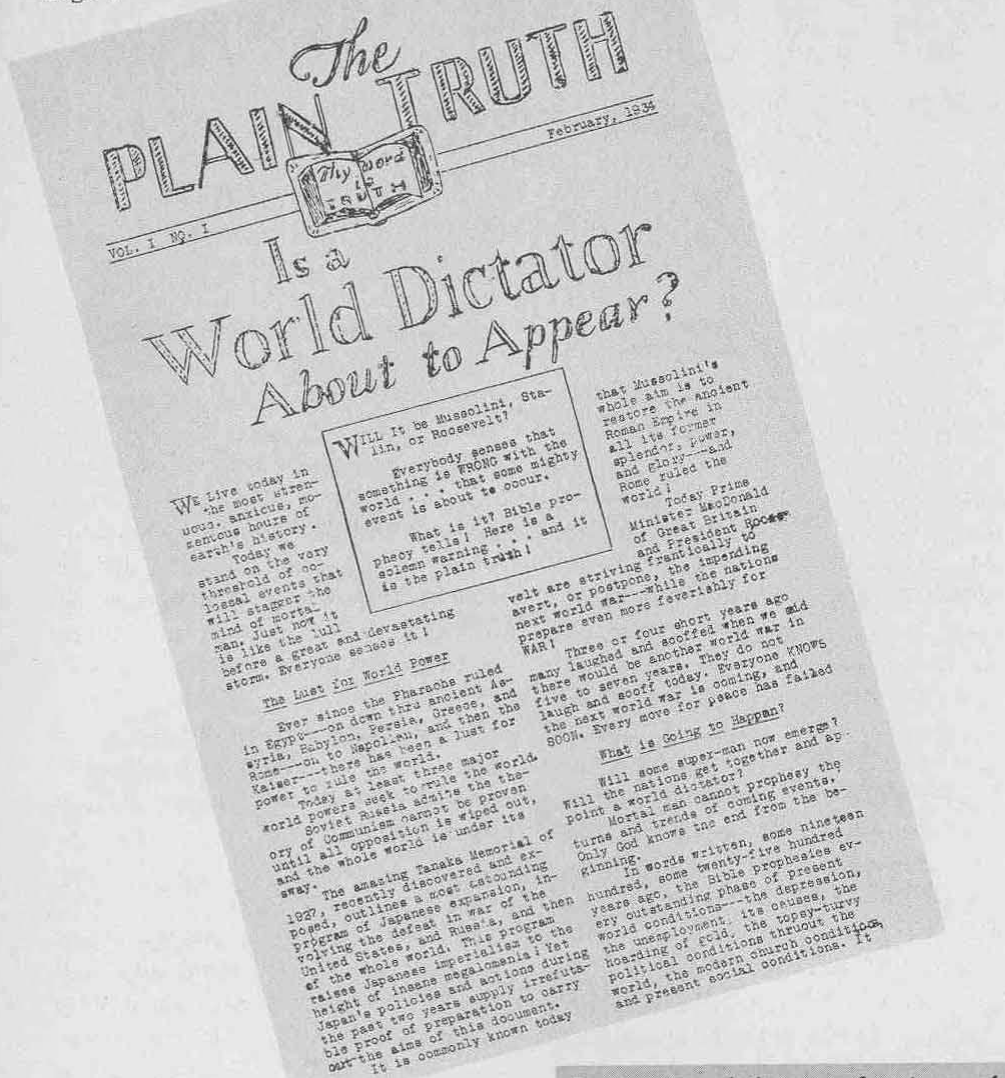 The
PLAIN TRUTH
Thy word
is
TRUTH
February, 1934
VOL. I NO. I
Is a
World Dictator
About to Appear?
WILL It be Mussolini, Sta-
lin, or Roosevelt?
Everybody senses that
something is WRONG with the
world . . . that some mighty
event is about to occur.
What is it? Bible pro-
phecy tells! Here is a
solemn warning . . . and it
is the plain truth!
WE Live today in
the most stren-
uous, anxious, mo-
mentous hours of
earth's history.
Today we
stand on the very
threshold of co-
lossal events that
will stagger the
mind of mortal
man. Just now it
is like the lull
before a great and devastating
storm. Everyone senses it!
The Lust for World Power
Ever since the Pharaohs ruled
in Egypt---on down thru ancient As-
syria, Babylon, Persia, Greece, and
Rome---on to Napolean, and then the
Kaiser---there has been a lust for
power to rule the world.
Today at least three major
world powers seek to rule the world.
Soviet Russia admits the the-
ory of Communism cannot be proven
until all opposition is wiped out,
and the whole world is under its
sway.
The amazing Tanaka Memorial of
1927, recently discovered and ex-
posed, outlines a most astounding
program of Japanese expansion, in-
volving the defeat in war of the
United States, and Russia, and then
of the whole world. This program
raises Japanese imperialism to the
height of insane megalomania! Yet
Japan's policies and actions during
the past two years supply irrefuta-
ble proof of preparation to carry
out the aims of this document.
It is commonly known today
that Mussolini's
whole aim is to
restore the ancient
Roman Empire in
all its former
splendor, power,
and glory---and
Rome ruled the
world!
Today Prime
Minister MacDonald
of Great Britain
and President Roose-
velt are striving frantically to
avert, or postpone, the impending
next world war---while the nations
prepare even more feverishly for
WAR!
Three or four short years ago
many laughed and scoffed when we said
there would be another world war in
five to seven years. They do not
laugh and scoff today. Everyone KNOWS
the next world war is coming, and
SOON. Every move for peace has failed
What is Going to Happan?
Will some super-man now emerge?
Will the nations get together and ap-
point a world dictator?
Mortal man cannot prophesy the
turns and trends of coming events.
Only God knows the end from the be-
ginning.
In words written, some nineteen
hundred, some twenty-five hundred
years ago, the Bible prophesies ev-
ery outstanding phase of present
world conditions---the depression,
the unemployment, its causes, the
hoarding of gold, the topsy-turvy
political conditions thruout the
world, the modern church conditions,
and present social conditions. It